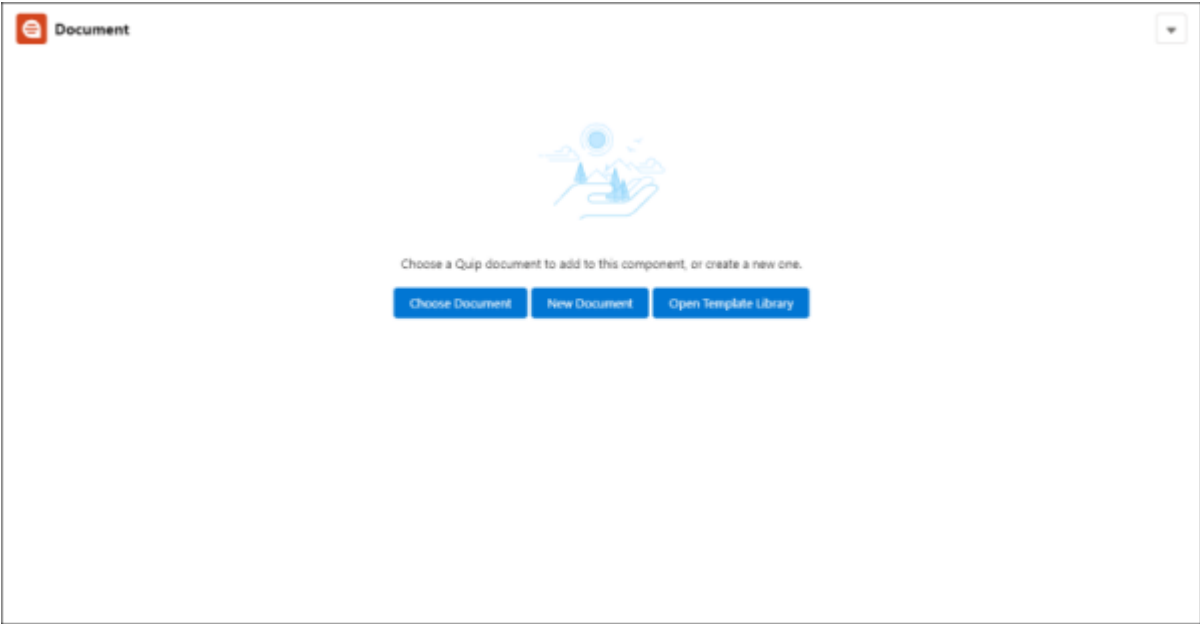 Document
Choose a Quip document to add to this component, or create a new one.
Choose Document
New Document
Open Template Library